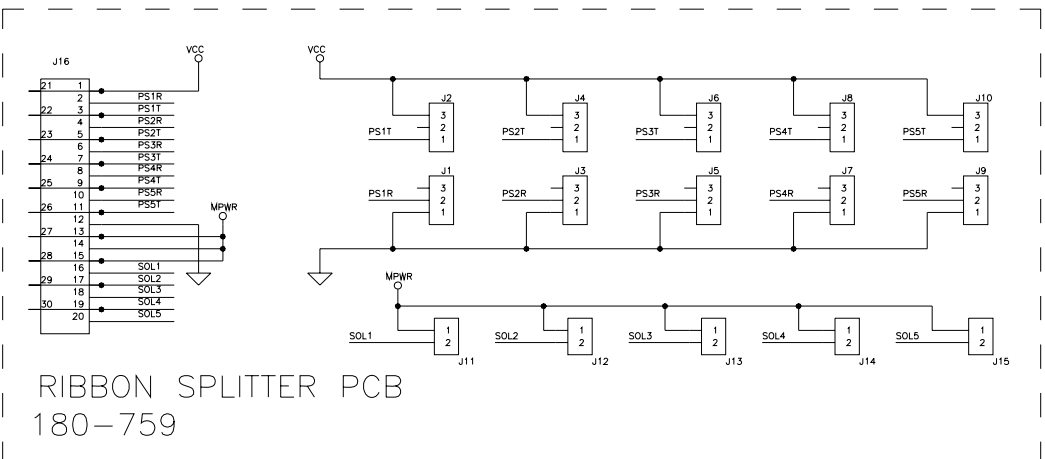 J16
VCC
VCC
21 1
2 PS1R
22 3 PS1T
4 PS2R
23 5 PS2T
6 PS3R
24 7 PS3T
8 PS4R
25 9 PS4T
10 PS5R
26 11 PS5T
12
27 13
14
28 15
16 SOL1
29 17 SOL2
18 SOL3
30 19 SOL4
20 SOL5
MPWR
J2 J4 J6 J8 J10
3 3 3 3 3
2 2 2 2 2
PS1T 1 PS2T 1 PS3T 1 PS4T 1 PS5T 1
J1 J3 J5 J7 J9
3 3 3 3 3
PS1R 2 PS2R 2 PS3R 2 PS4R 2 PS5R 2
1 1 1 1 1
MPWR
1 1 1 1 1
SOL1 2 SOL2 2 SOL3 2 SOL4 2 SOL5 2
J11 J12 J13 J14 J15
RIBBON SPLITTER PCB
180-759